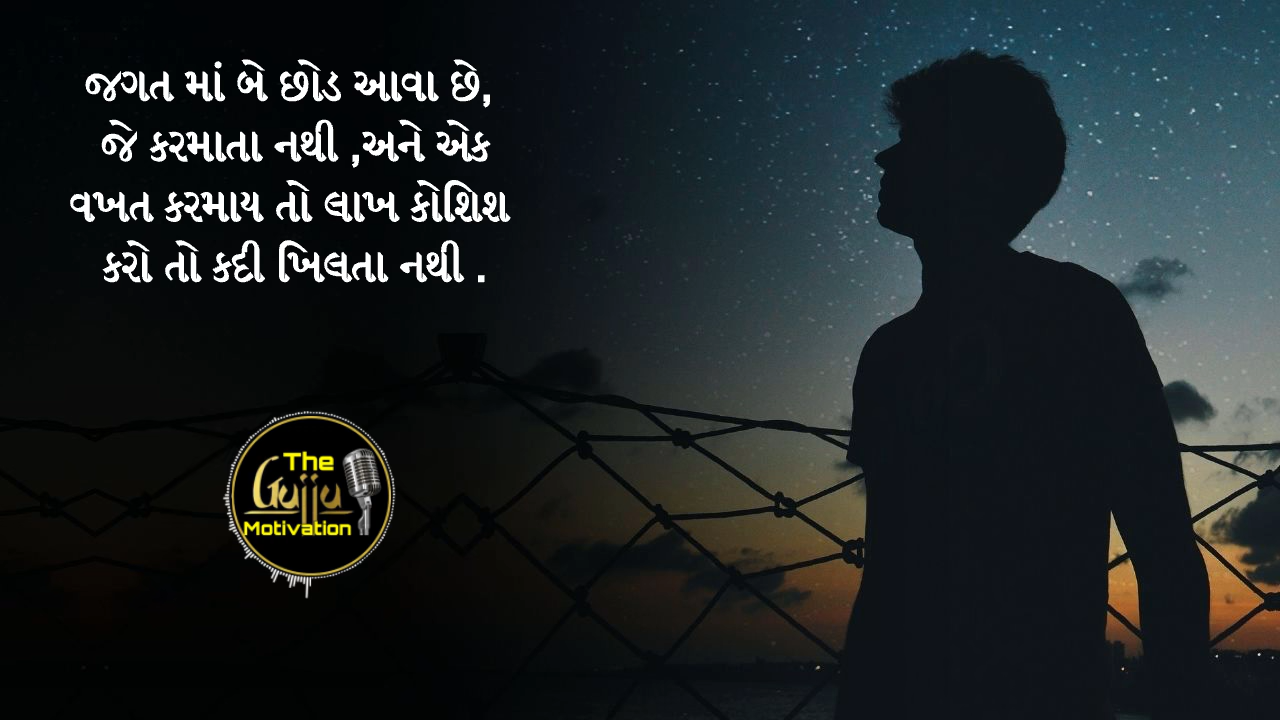 જગત માં બે છોડ આવા છે,
જે કરમાતા નથી ,અને એક
વખત કરમાય તો લાખ કોશિશ
કરો તો કદી ખિલતા નથી .
The
Gujju
Motivation